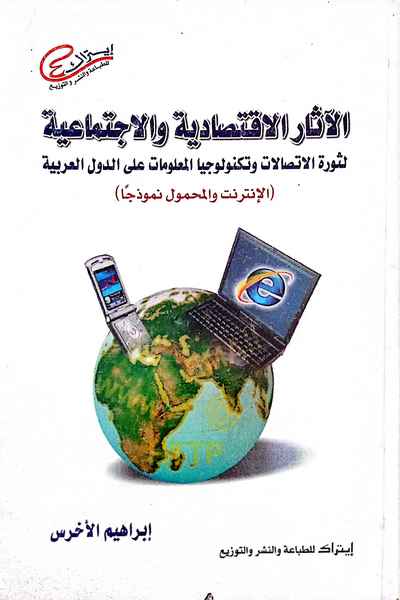 إيتراك
للطباعة والنشر والتوزيع
الآثار الاقتصادية والاجتماعية
لثورة الاتصالات وتكنولوجيا المعلومات على الدول العربية
(الإنترنت والمحمول نموذجًا)
e
HTTP
إبراهيم الأخرس
إيتراك للطباعة والنشر والتوزيع